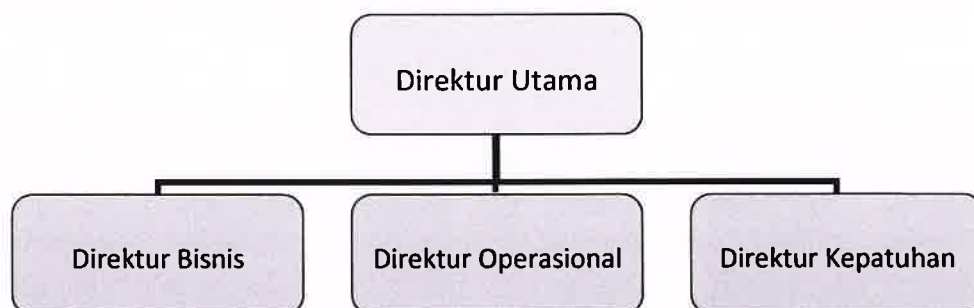 Direktur Utama
Direktur Bisnis
Direktur Operasional
Direktur Kepatuhan